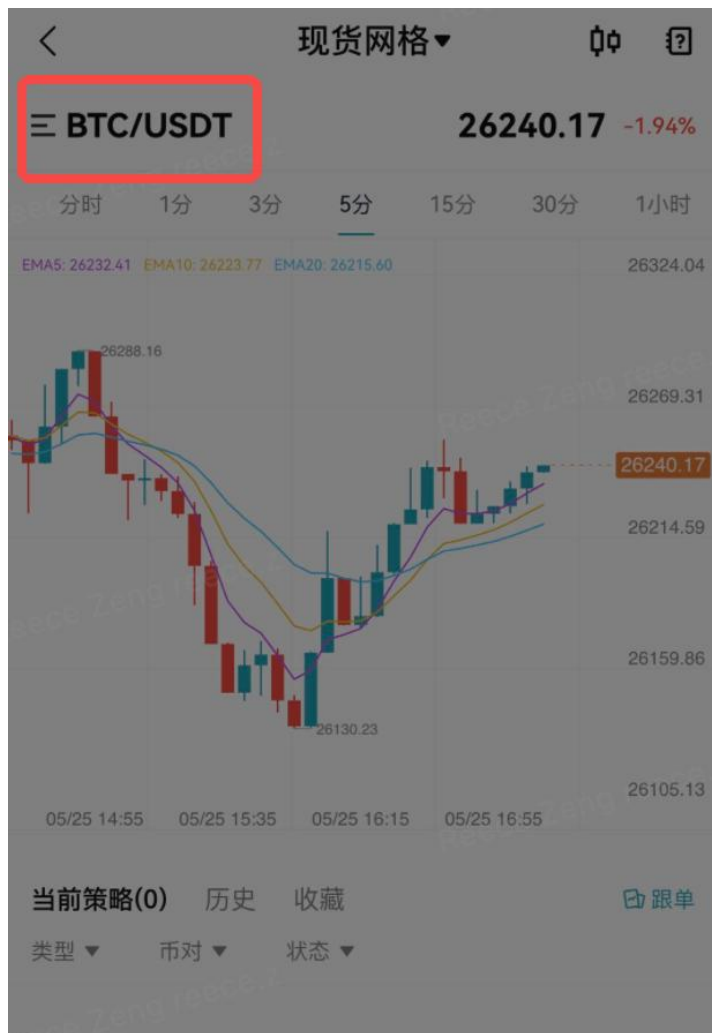 现货网格▼
BTC/USDT 26240.17 -1.94%
分时 1分 3分 5分 15分 30分 1小时
EMA5: 26232.41 EMA10: 26223.77 EMA20: 26215.60
26324.04
26288.16
26269.31
26240.17
26214.59
26159.86
26130.23
26105.13
05/25 14:55 05/25 15:35 05/25 16:15 05/25 16:55
当前策略(0) 历史 收藏 跟单
类型 ▼ 币对 ▼ 状态 ▼